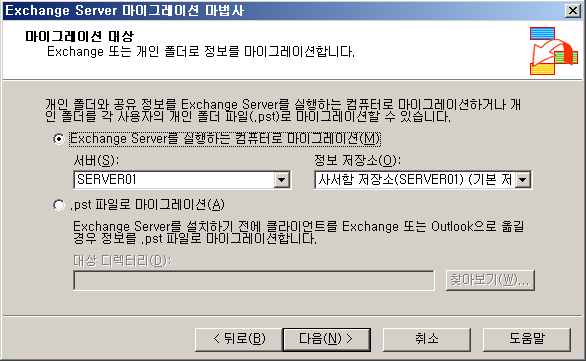 Exchange Server 마이그레이션 마법사
마이그레이션 대상
Exchange 또는 개인 폴더로 정보를 마이그레이션합니다.
개인 폴더와 공유 정보를 Exchange Server를 실행하는 컴퓨터로 마이그레이션하거나 개
인 폴더를 각 사용자의 개인 폴더 파일(.pst)로 마이그레이션할 수 있습니다.
Exchange Server를 실행하는 컴퓨터로 마이그레이션(M)
서버(S): 정보 저장소(O):
SERVER01 사서함 저장소(SERVER01) (기본 저
.pst 파일로 마이그레이션(A)
Exchange Server를 설치하기 전에 클라이언트를 Exchange 또는 Outlook으로 옮길
경우 정보를 .pst 파일로 마이그레이션합니다.
대상 디렉터리(D):
찾아보기(W)...
< 뒤로(B) 다음(N) > 취소 도움말